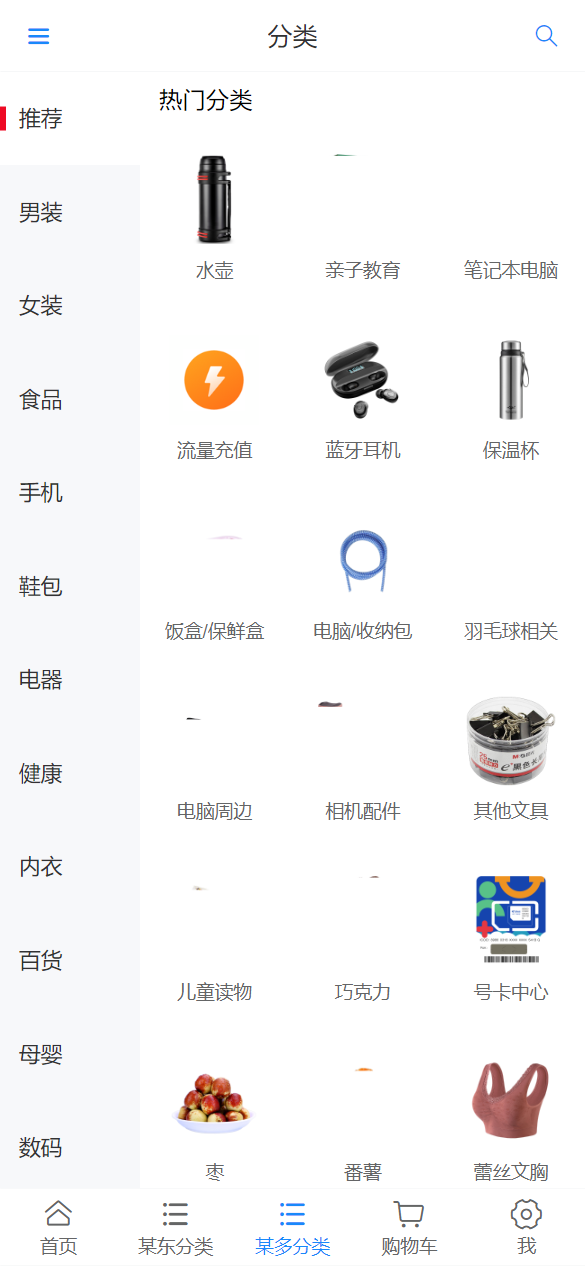 分类
推荐
男装
女装
食品
手机
鞋包
电器
健康
内衣
百货
母婴
数码
热门分类
水壶
亲子教育
笔记本电脑
流量充值
蓝牙耳机
保温杯
饭盒/保鲜盒
电脑/收纳包
羽毛球相关
电脑周边
相机配件
其他文具
黑色长
儿童读物
巧克力
号卡中心
枣
番薯
蕾丝文胸
首页
某东分类
某多分类
购物车
我